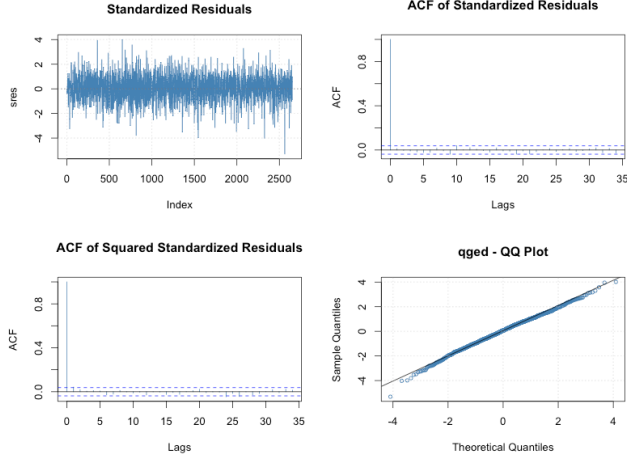 Standardized Residuals
sres
4
2
0
-2
-4
0 500 1000 1500 2000 2500
Index
ACF of Standardized Residuals
ACF
0.8
0.4
0.0
0 5 10 15 20 25 30 35
Lags
ACF of Squared Standardized Residuals
ACF
0.8
0.4
0.0
0 5 10 15 20 25 30 35
Lags
qged - QQ Plot
Sample Quantiles
4
2
0
-2
-4
-4 -2 0 2 4
Theoretical Quantiles